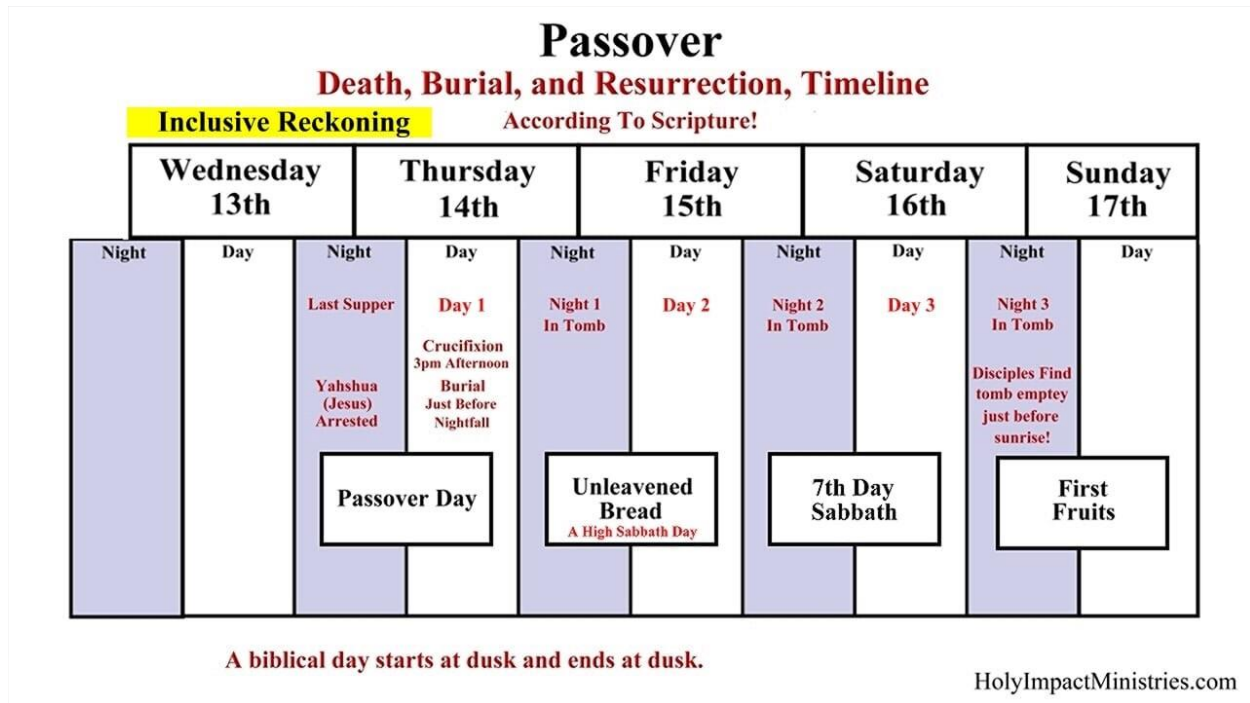 Passover
Death, Burial, and Resurrection, Timeline
Inclusive Reckoning
According To Scripture!
Wednesday
13th
Thursday
14th
Friday
15th
Saturday
16th
Sunday
17th
Night
Day
Night
Day
Night
Day
Night
Day
Night
Day
Last Supper
Yahshua
(Jesus)
Arrested
Day 1
Crucifixion
3pm Afternoon
Burial
Just Before
Nightfall
Passover Day
Night 1
In Tomb
Day 2
Unleavened
Bread
A High Sabbath Day
Night 2
In Tomb
Day 3
7th Day
Sabbath
Night 3
In Tomb
Disciples Find
tomb emptey
just before
sunrise!
First
Fruits
A biblical day starts at dusk and ends at dusk.
HolyImpactMinistries.com